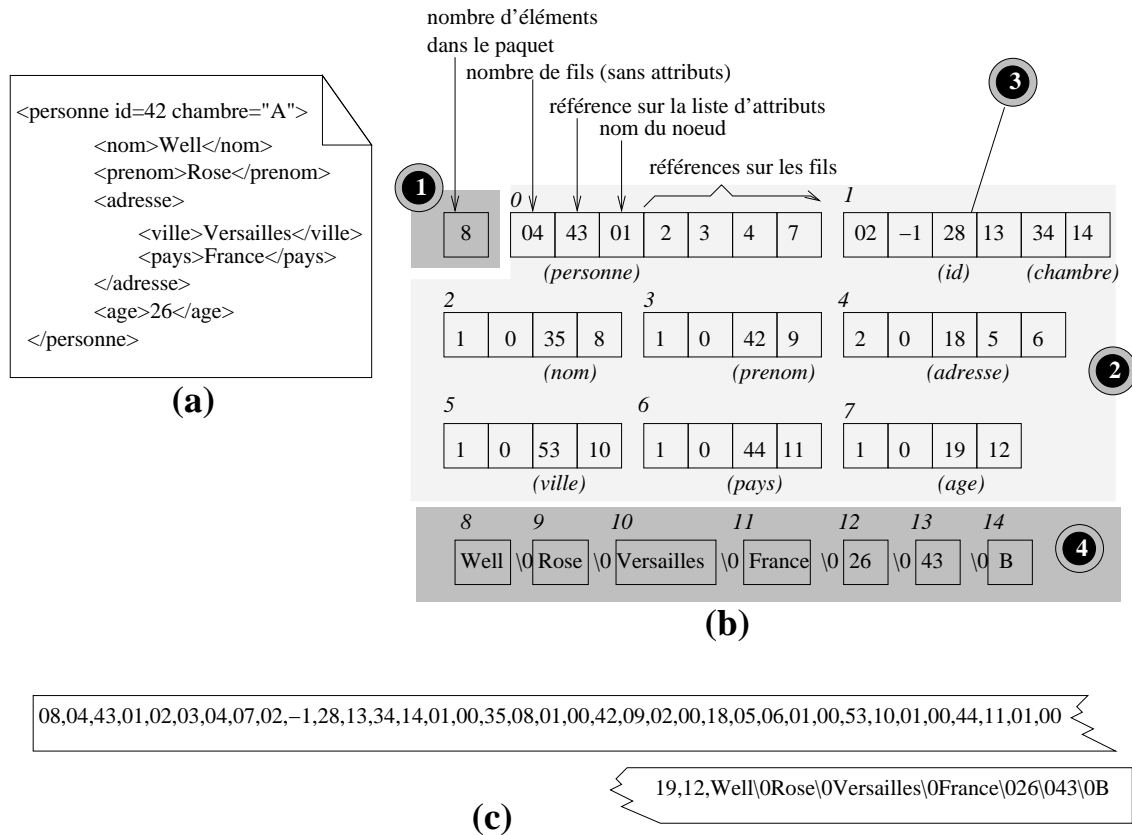 <personne id=42 chambre="A">
<nom>Well</nom>
<prenom>Rose</prenom>
<adresse>
<ville>Versailles</ville>
<pays>France</pays>
</adresse>
<age>26</age>
</personne>
(a)
nombre d'éléments
dans le paquet
nombre de fils (sans attributs)
référence sur la liste d'attributs
nom du noeud
références sur les fils
3
1
0 1
8 04 43 01 2 3 4 7 02 −1 28 13 34 14
(personne) (id) (chambre)
2 3 4
1 0 35 8 1 0 42 9 2 0 18 5 6
(nom) (prenom) (adresse)
2
5 6 7
1 0 53 10 1 0 44 11 1 0 19 12
(ville) (pays) (age)
8 9 10 11 12 13 14
Well \0 Rose \0 Versailles \0 France \0 26 \0 43 \0 B
4
(b)
08,04,43,01,02,03,04,07,02,−1,28,13,34,14,01,00,35,08,01,00,42,09,02,00,18,05,06,01,00,53,10,01,00,44,11,01,00
19,12,Well\0Rose\0Versailles\0France\026\043\0B
(c)